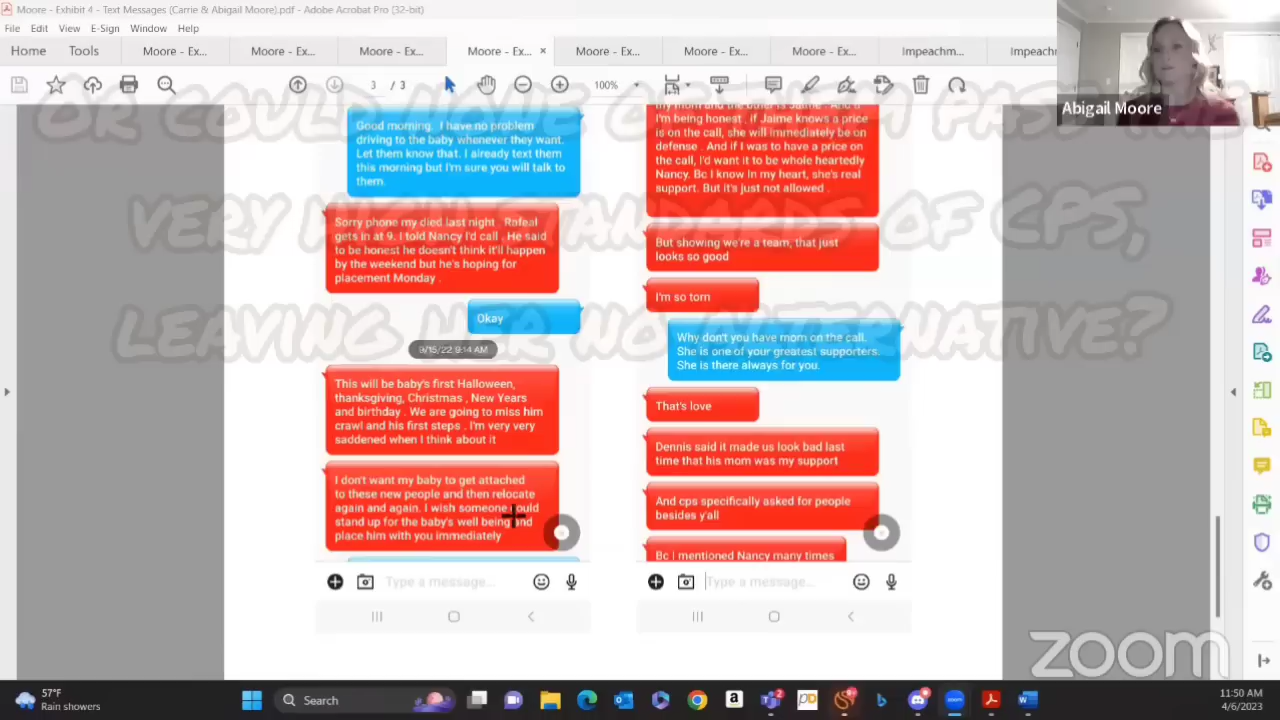 Moore - Exhibit 4 - Text Messages (Carrie & Abigail Moore).pdf - Adobe Acrobat Pro (32-bit)
File Edit View E-Sign Window Help
Home Tools Moore - Ex... Moore - Ex... Moore - Ex... Moore - Ex... × Moore - Ex... Moore - Ex... Moore - Ex... Impeachm... Impeachm
3 / 3 100%
Abigail Moore
VERY HIGH STANDARDS OF CPS,
LEAVING HER NO ALTERNATIVE?
Good morning. I have no problem
driving to the baby whenever they want.
Let them know that. I already text them
this morning but I'm sure you will talk to
them.
Sorry phone my died last night . Rafeal
gets in at 9. I told Nancy I'd call . He said
to be honest he doesn't think it'll happen
by the weekend but he's hoping for
placement Monday .
Okay
9/15/22 9:14 AM
This will be baby's first Halloween,
thanksgiving, Christmas , New Years
and birthday . We are going to miss him
crawl and his first steps . I'm very very
saddened when I think about it
I don't want my baby to get attached
to these new people and then relocate
again and again. I wish someone could
stand up for the baby's well being and
place him with you immediately
Type a message...
my mom and the other is Jaime . And if
I'm being honest , if Jaime knows a price
is on the call, she will immediately be on
defense . And if I was to have a price on
the call, I'd want it to be whole heartedly
Nancy. Bc I know In my heart, she's real
support. But it's just not allowed .
But showing we're a team, that just
looks so good
I'm so torn
Why don't you have mom on the call.
She is one of your greatest supporters.
She is there always for you.
That's love
Dennis said it made us look bad last
time that his mom was my support
And cps specifically asked for people
besides y'all
Bc I mentioned Nancy many times
Type a message...
zoom
57°F
Rain showers
Search
11:50 AM
4/6/2023